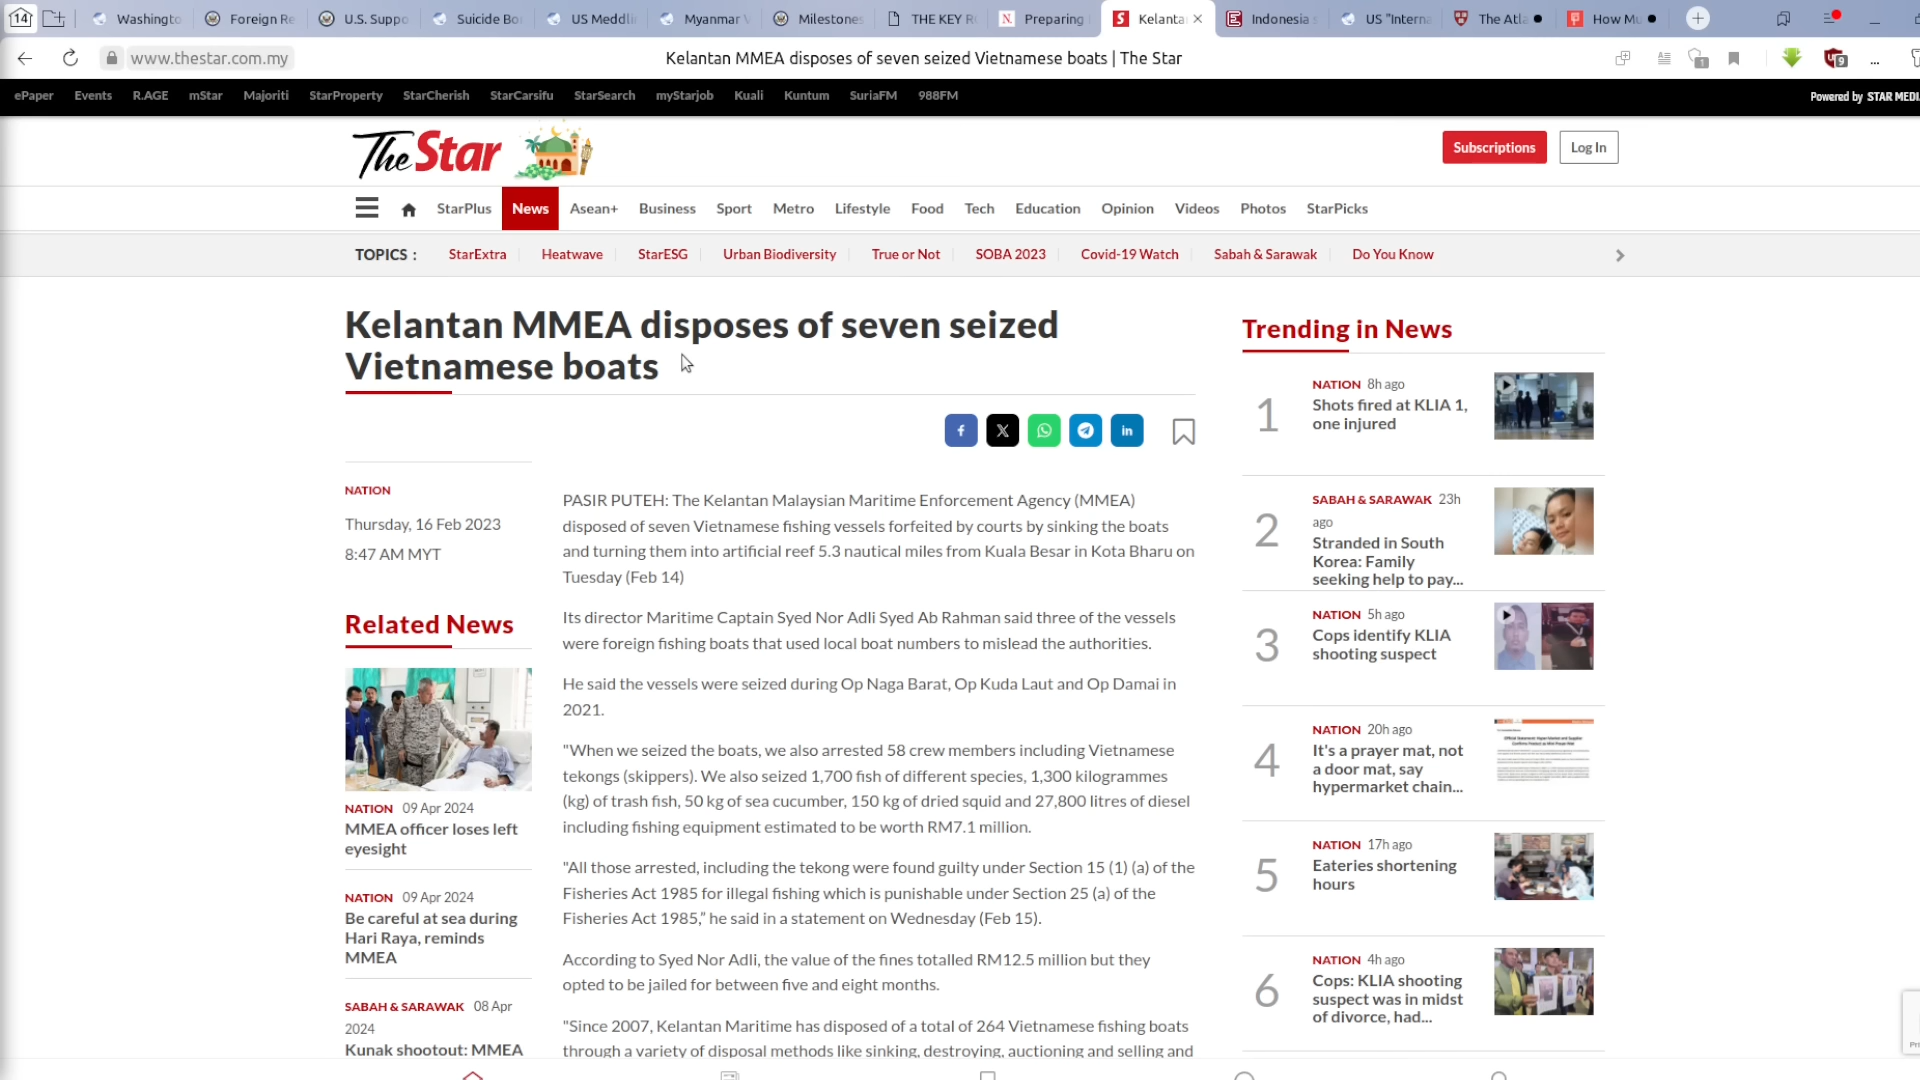 14
Washingto
Foreign Re
U.S. Suppo
Suicide Bo
US Meddli
Myanmar V
Milestones
THE KEY R
Preparing
Kelanta
Indonesia s
US "Interna
The Atla
How Mu
www.thestar.com.my
Kelantan MMEA disposes of seven seized Vietnamese boats | The Star
1
9
ePaper Events R.AGE mStar Majoriti StarProperty StarCherish StarCarsifu StarSearch myStarjob Kuali Kuntum SuriaFM 988FM
Powered by STAR MEDI
The Star
Subscriptions
Log In
StarPlus News Asean+ Business Sport Metro Lifestyle Food Tech Education Opinion Videos Photos StarPicks
TOPICS : StarExtra Heatwave StarESG Urban Biodiversity True or Not SOBA 2023 Covid-19 Watch Sabah & Sarawak Do You Know
Kelantan MMEA disposes of seven seized
Vietnamese boats
NATION
Thursday, 16 Feb 2023
8:47 AM MYT
Related News
NATION 09 Apr 2024
MMEA officer loses left
eyesight
NATION 09 Apr 2024
Be careful at sea during
Hari Raya, reminds
MMEA
SABAH & SARAWAK 08 Apr
2024
Kunak shootout: MMEA
PASIR PUTEH: The Kelantan Malaysian Maritime Enforcement Agency (MMEA)
disposed of seven Vietnamese fishing vessels forfeited by courts by sinking the boats
and turning them into artificial reef 5.3 nautical miles from Kuala Besar in Kota Bharu on
Tuesday (Feb 14)
Its director Maritime Captain Syed Nor Adli Syed Ab Rahman said three of the vessels
were foreign fishing boats that used local boat numbers to mislead the authorities.
He said the vessels were seized during Op Naga Barat, Op Kuda Laut and Op Damai in
2021.
"When we seized the boats, we also arrested 58 crew members including Vietnamese
tekongs (skippers). We also seized 1,700 fish of different species, 1,300 kilogrammes
(kg) of trash fish, 50 kg of sea cucumber, 150 kg of dried squid and 27,800 litres of diesel
including fishing equipment estimated to be worth RM7.1 million.
"All those arrested, including the tekong were found guilty under Section 15 (1) (a) of the
Fisheries Act 1985 for illegal fishing which is punishable under Section 25 (a) of the
Fisheries Act 1985,” he said in a statement on Wednesday (Feb 15).
According to Syed Nor Adli, the value of the fines totalled RM12.5 million but they
opted to be jailed for between five and eight months.
"Since 2007, Kelantan Maritime has disposed of a total of 264 Vietnamese fishing boats
through a variety of disposal methods like sinking, destroying, auctioning and selling and
Trending in News
1
NATION 8h ago
Shots fired at KLIA 1,
one injured
2
SABAH & SARAWAK 23h
ago
Stranded in South
Korea: Family
seeking help to pay...
3
NATION 5h ago
Cops identify KLIA
shooting suspect
4
NATION 20h ago
It's a prayer mat, not
a door mat, say
hypermarket chain...
5
NATION 17h ago
Eateries shortening
hours
6
NATION 4h ago
Cops: KLIA shooting
suspect was in midst
of divorce, had...